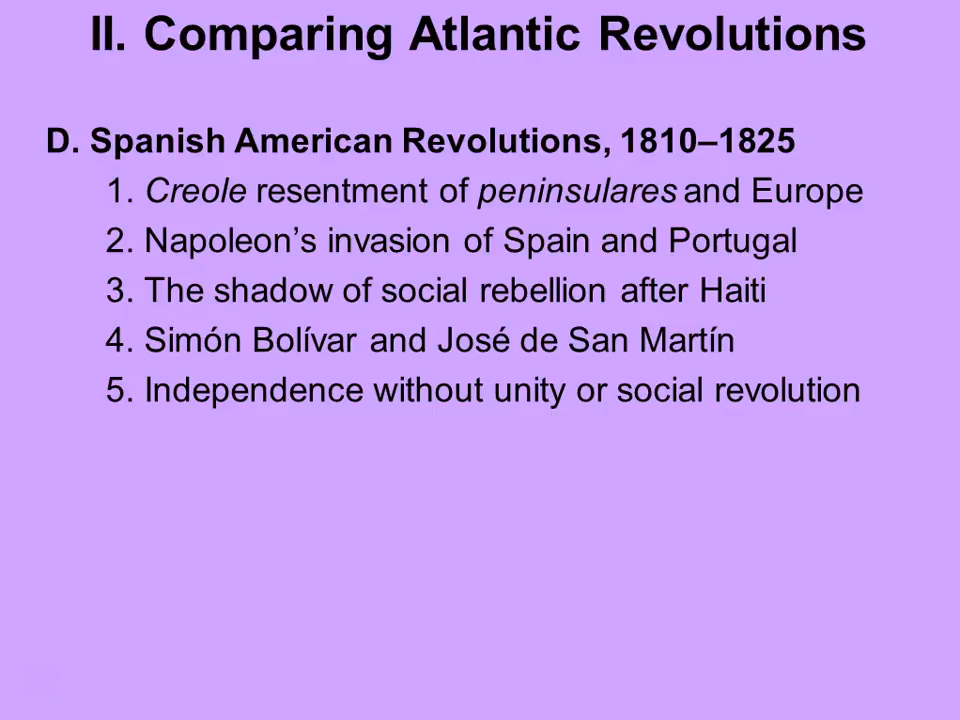 II. Comparing Atlantic Revolutions
D. Spanish American Revolutions, 1810–1825
1. Creole resentment of peninsulares and Europe
2. Napoleon’s invasion of Spain and Portugal
3. The shadow of social rebellion after Haiti
4. Simón Bolívar and José de San Martín
5. Independence without unity or social revolution